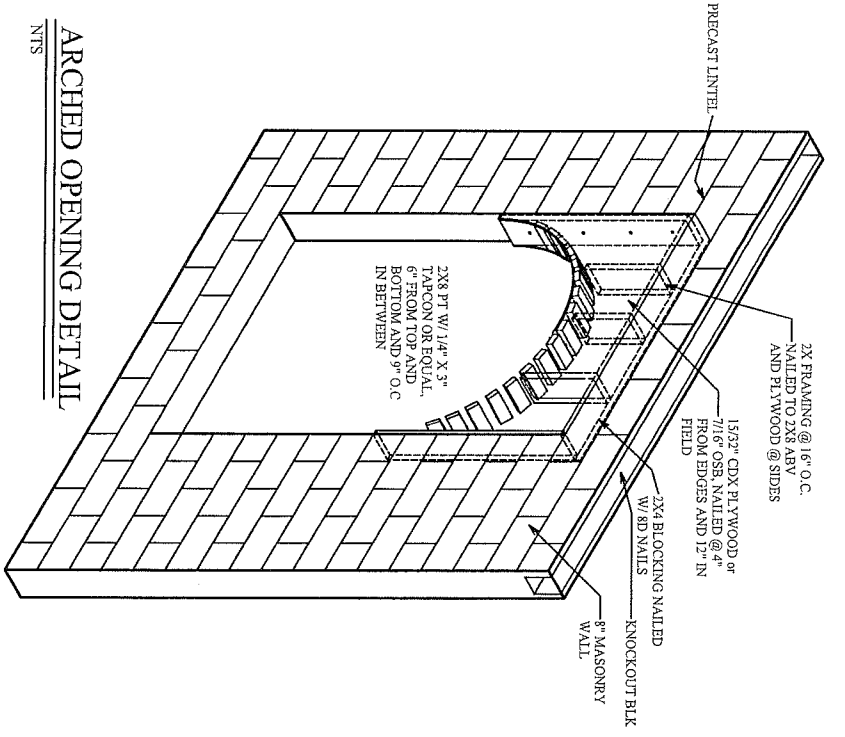 PRECAST LINTEL
2X FRAMING @ 16" O.C.
NAILED TO 2X8 ABV
AND PLYWOOD @ SIDES
15/32" CDX PLYWOOD or
7/16" OSB, NAILED @ 4"
FROM EDGES AND 12" IN
FIELD
2X4 BLOCKING NAILED
W/ 8D NAILS
KNOCKOUT BLK
8" MASONRY
WALL
2X8 PT W/ 1/4" X 3"
TAPCON OR EQUAL,
6" FROM TOP AND
BOTTOM AND 9" O.C
IN BETWEEN
ARCHED OPENING DETAIL
NTS